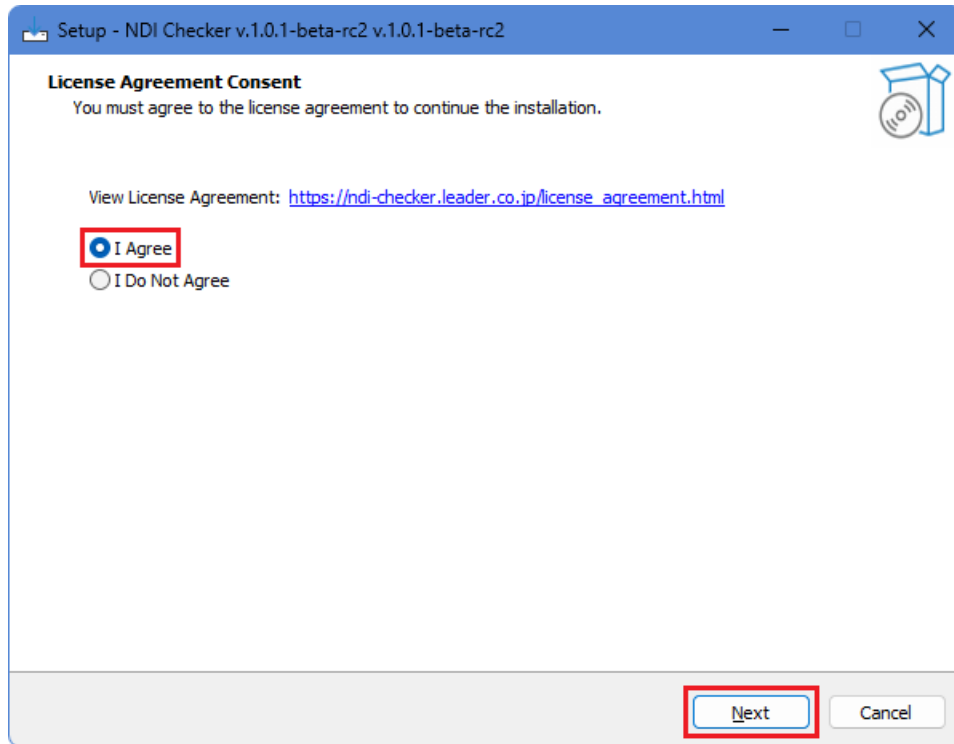 Setup - NDI Checker v.1.0.1-beta-rc2 v.1.0.1-beta-rc2
License Agreement Consent
You must agree to the license agreement to continue the installation.
View License Agreement: https://ndi-checker.leader.co.jp/license_agreement.html
I Agree
I Do Not Agree
Next
Cancel